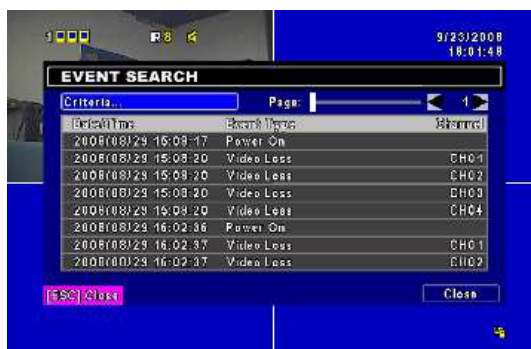 1 R8 9/23/2008
18:01:48
EVENT SEARCH
Criteria... Page: 1
Date/Time Event Type Channel
2008/08/29 15:09:17 Power On
2008/08/29 15:09:20 Video Loss CH01
2008/08/29 15:09:20 Video Loss CH02
2008/08/29 15:09:20 Video Loss CH03
2008/08/29 15:09:20 Video Loss CH04
2008/08/29 16:02:36 Power On
2008/08/29 16:02:37 Video Loss CH01
2008/08/29 16:02:37 Video Loss CH02
[ESC] Close Close